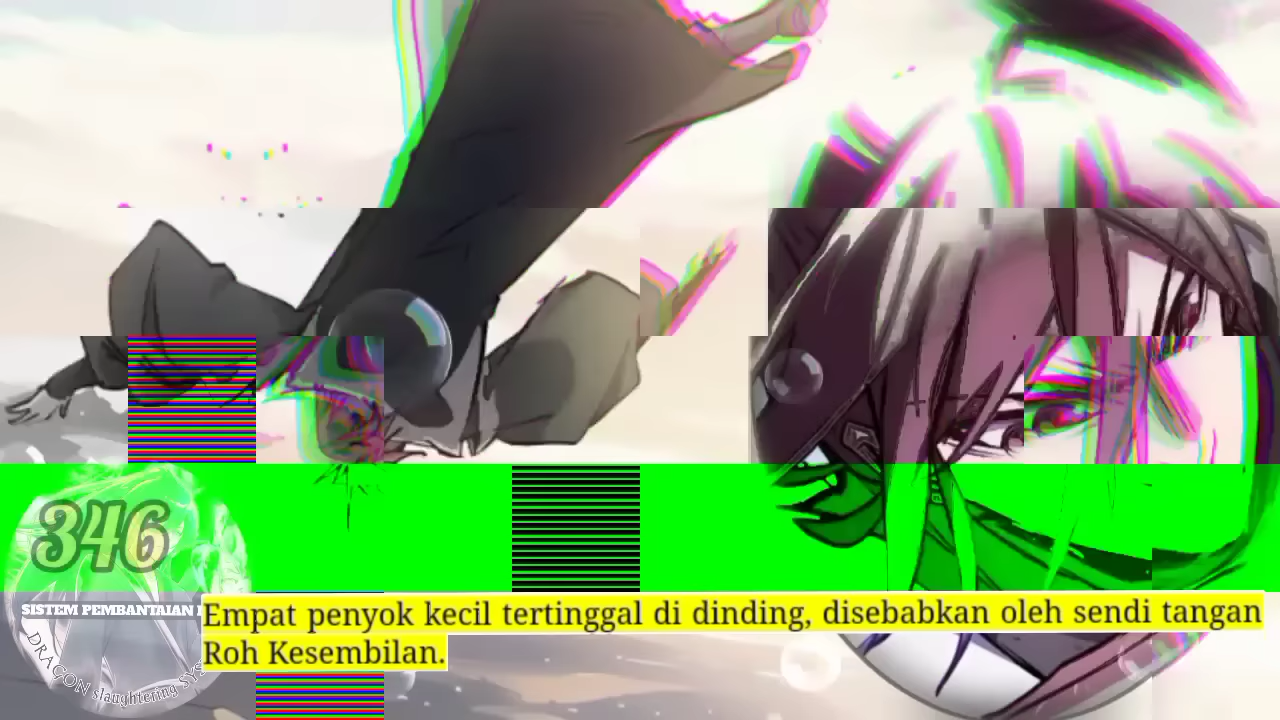 346
SISTEM PEMBANTAIAN
DRAGON slaughtering
Empat penyok kecil tertinggal di dinding, disebabkan oleh sendi tangan
Roh Kesembilan.